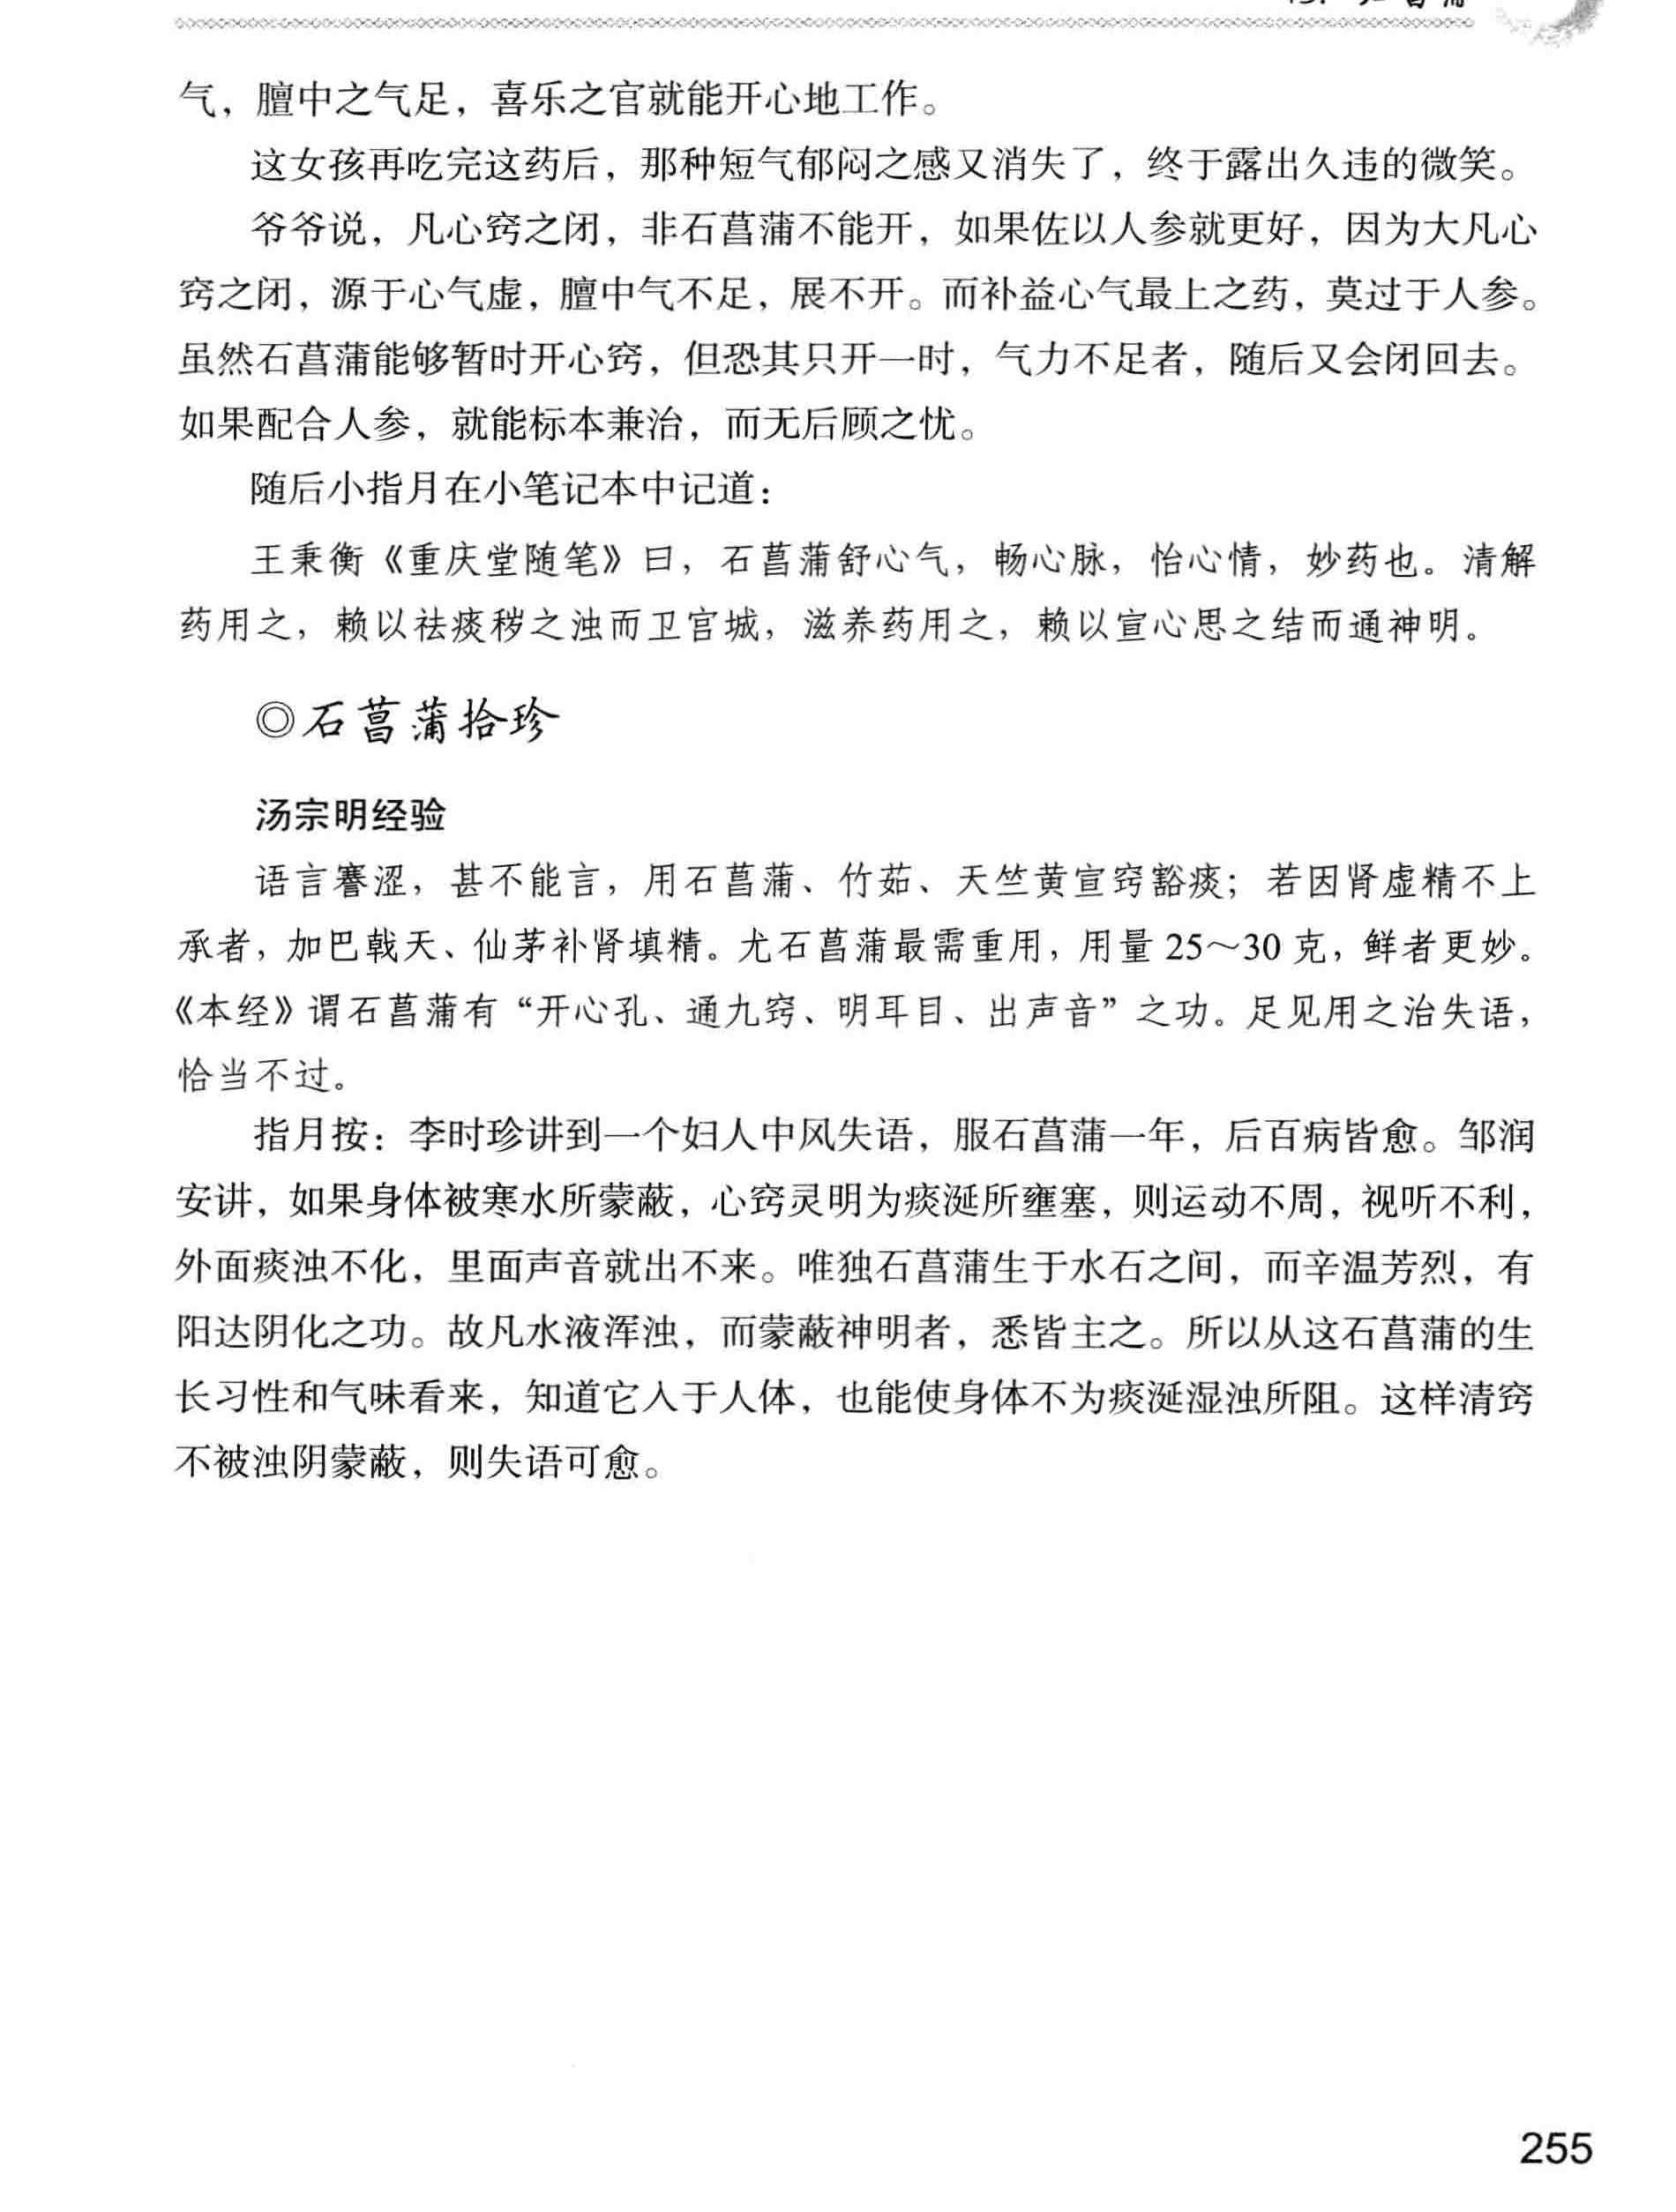 气，膻中之气足，喜乐之官就能开心地工作。
这女孩再吃完这药后，那种短气郁闷之感又消失了，终于露出久违的微笑。
爷爷说，凡心窍之闭，非石菖蒲不能开，如果佐以人参就更好，因为大凡心
窍之闭，源于心气虚，膻中气不足，展不开。而补益心气最上之药，莫过于人参。
虽然石菖蒲能够暂时开心窍，但恐其只开一时，气力不足者，随后又会闭回去。
如果配合人参，就能标本兼治，而无后顾之忧。
随后小指月在小笔记本中记道：
王秉衡《重庆堂随笔》曰，石菖蒲舒心气，畅心脉，怡心情，妙药也。清解
药用之，赖以祛痰秽之浊而卫宫城，滋养药用之，赖以宣心思之结而通神明。
◎石菖蒲拾珍
汤宗明经验
语言謇涩，甚不能言，用石菖蒲、竹茹、天竺黄宣窍豁痰；若因肾虚精不上
承者，加巴戟天、仙茅补肾填精。尤石菖蒲最需重用，用量 25～30 克，鲜者更妙。
《本经》谓石菖蒲有“开心孔、通九窍、明耳目、出声音”之功。足见用之治失语，
恰当不过。
指月按：李时珍讲到一个妇人中风失语，服石菖蒲一年，后百病皆愈。邹润
安讲，如果身体被寒水所蒙蔽，心窍灵明为痰涎所壅塞，则运动不周，视听不利，
外面痰浊不化，里面声音就出不来。唯独石菖蒲生于水石之间，而辛温芳烈，有
阳达阴化之功。故凡水液浑浊，而蒙蔽神明者，悉皆主之。所以从这石菖蒲的生
长习性和气味看来，知道它入于人体，也能使身体不为痰涎湿浊所阻。这样清窍
不被浊阴蒙蔽，则失语可愈。
255